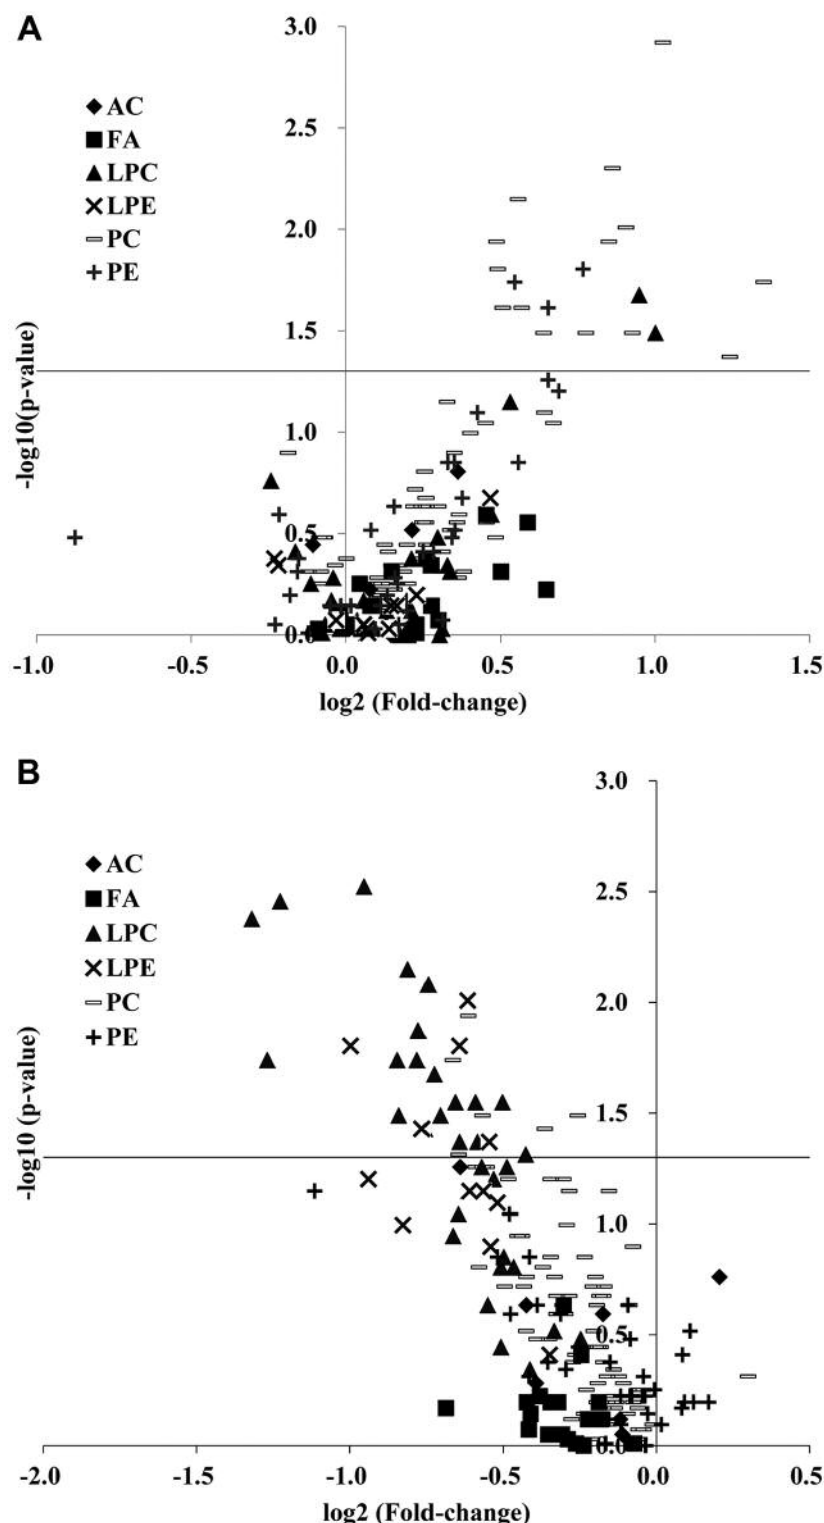 A
3.0
AC
2.5
FA
LPC
LPE
2.0
PC
PE
1.5
-log10(p-value)
1.0
0.5
0.0
-1.0 -0.5 0.0 0.5 1.0 1.5
log2 (Fold-change)
B
3.0
AC
FA
2.5
LPC
LPE
2.0
PC
PE
1.5
-log10 (p-value)
1.0
0.5
0.0
-2.0 -1.5 -1.0 -0.5 0.0 0.5
log2 (Fold-change)